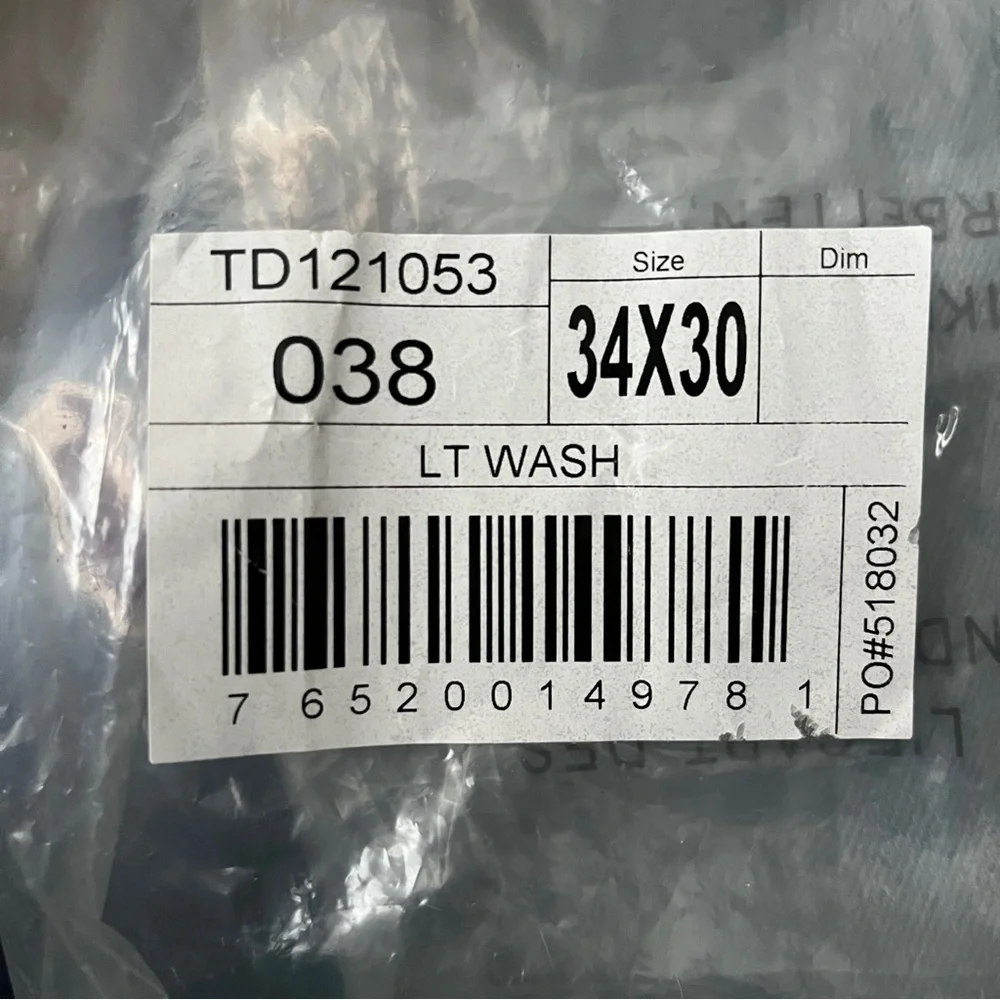 TD121053
038
Size
34X30
Dim
LT WASH
7 65200 14978 1
PO#518032